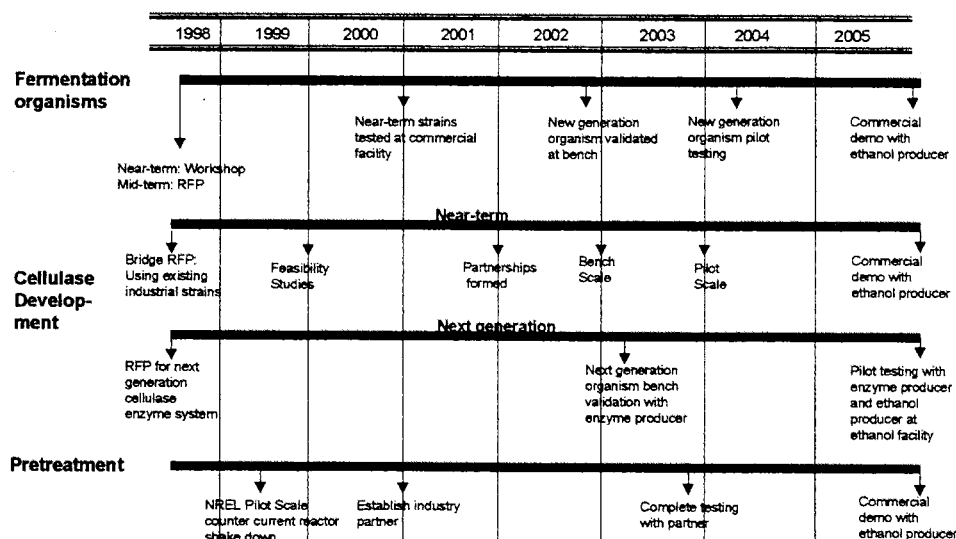 1998 1999 2000 2001 2002 2003 2004 2005
Fermentation
organisms
Near-term: Workshop
Mid-term: RFP
Near-term strains
tested at commercial
facility
New generation
organism validated
at bench
New generation
organism pilot
testing
Commercial
demo with
ethanol producer
Near-term
Cellulase
Develop-
ment
Bridge RFP:
Using existing
industrial strains
Feasibility
Studies
Partnerships
formed
Bench
Scale
Pilot
Scale
Commercial
demo with
ethanol producer
Next generation
RFP for next
generation
cellulase
enzyme system
Next generation
organism bench
validation with
enzyme producer
Pilot testing with
enzyme producer
and ethanol
producer at
ethanol facility
Pretreatment
NREL Pilot Scale
counter current reactor
shake down
Establish industry
partner
Complete testing
with partner
Commercial
demo with
ethanol producer